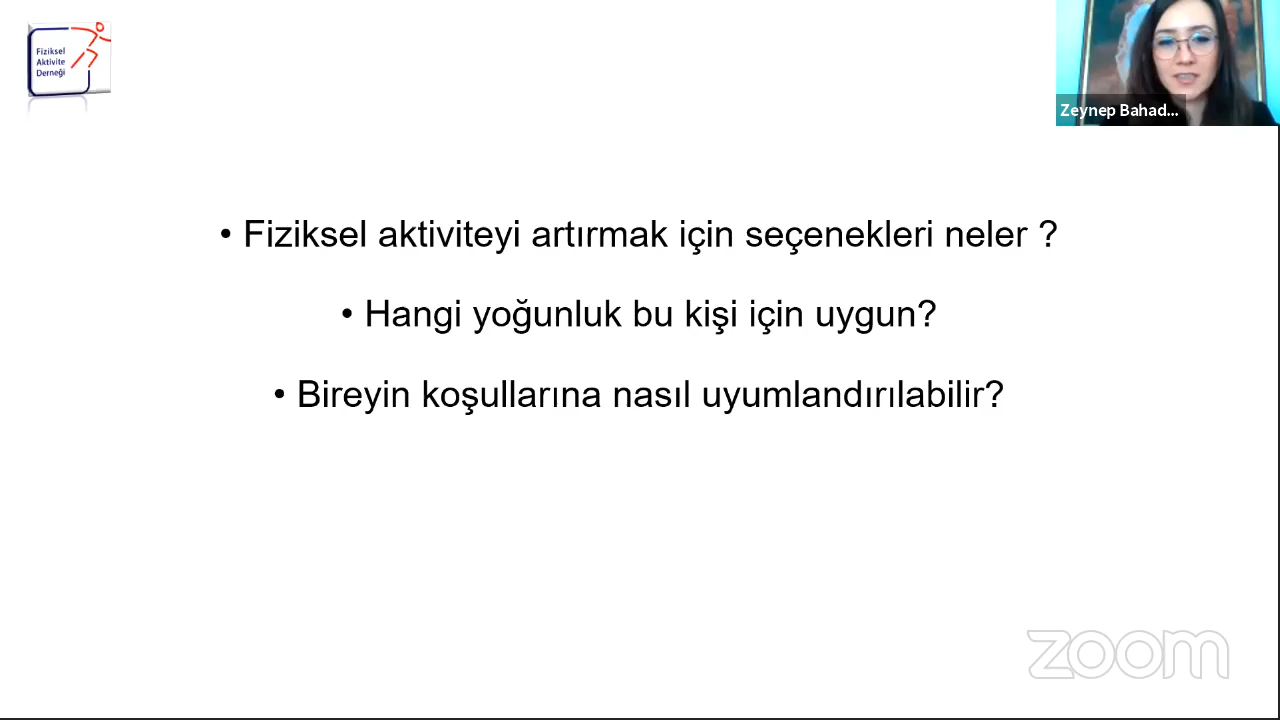 Fiziksel
Aktivite
Derneği
Zeynep Bahad...
• Fiziksel aktiviteyi artırmak için seçenekleri neler ?
• Hangi yoğunluk bu kişi için uygun?
• Bireyin koşullarına nasıl uyumlandırılabilir?
zoom